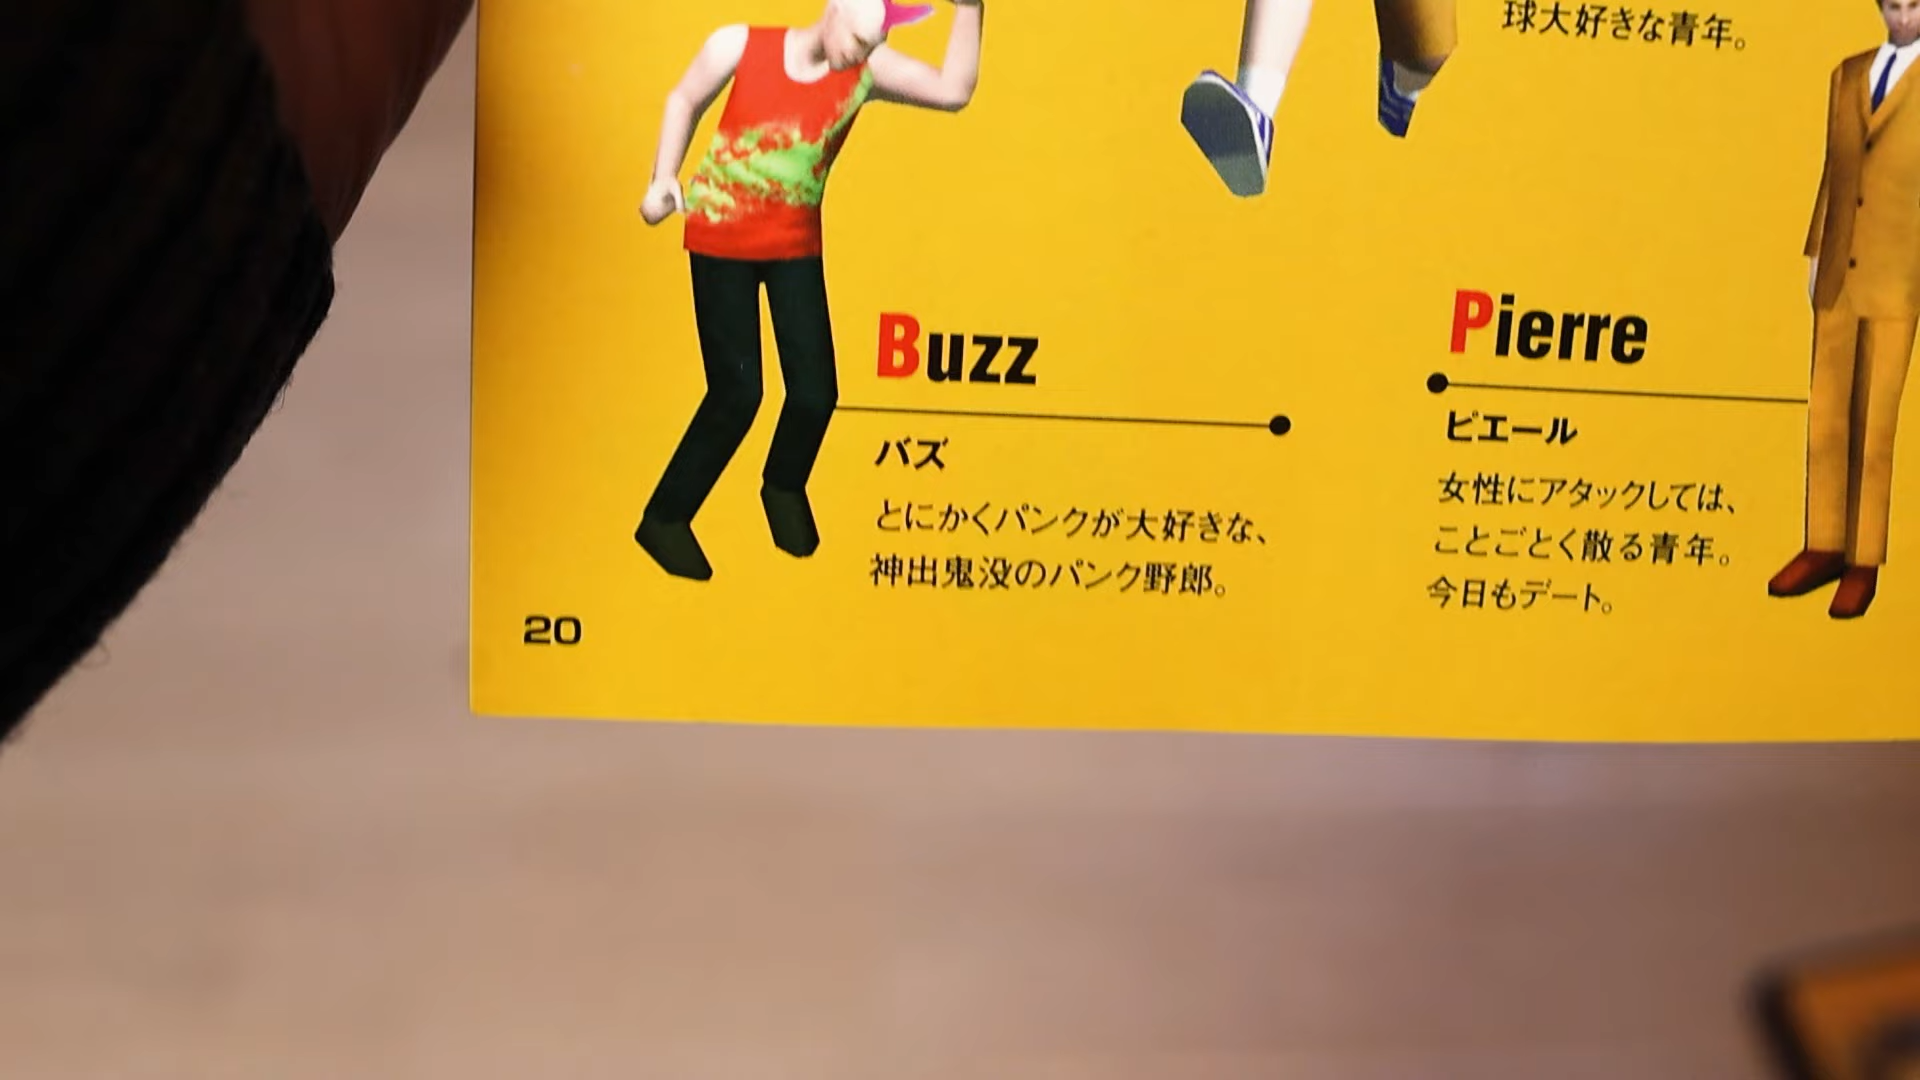 球大好きな青年。
Buzz
バズ
とにかくパンクが大好きな、
神出鬼没のパンク野郎。
Pierre
ピエール
女性にアタックしては、
ことごとく散る青年。
今日もデート。
20